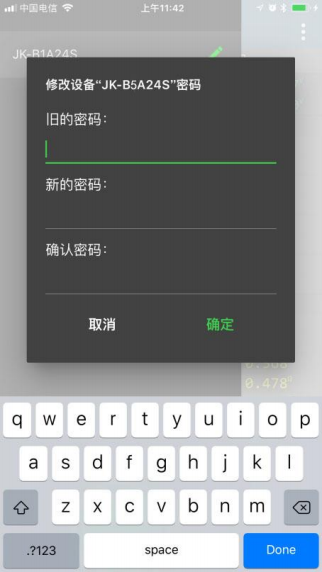 中国电信
上午11:42
JK-B1A24S
修改设备“JK-B5A24S”密码
旧的密码：
新的密码：
确认密码：
取消 确定
0.478"
q w e r t y u i o p
a s d f g h j k l
z x c v b n m
.?123 space Done